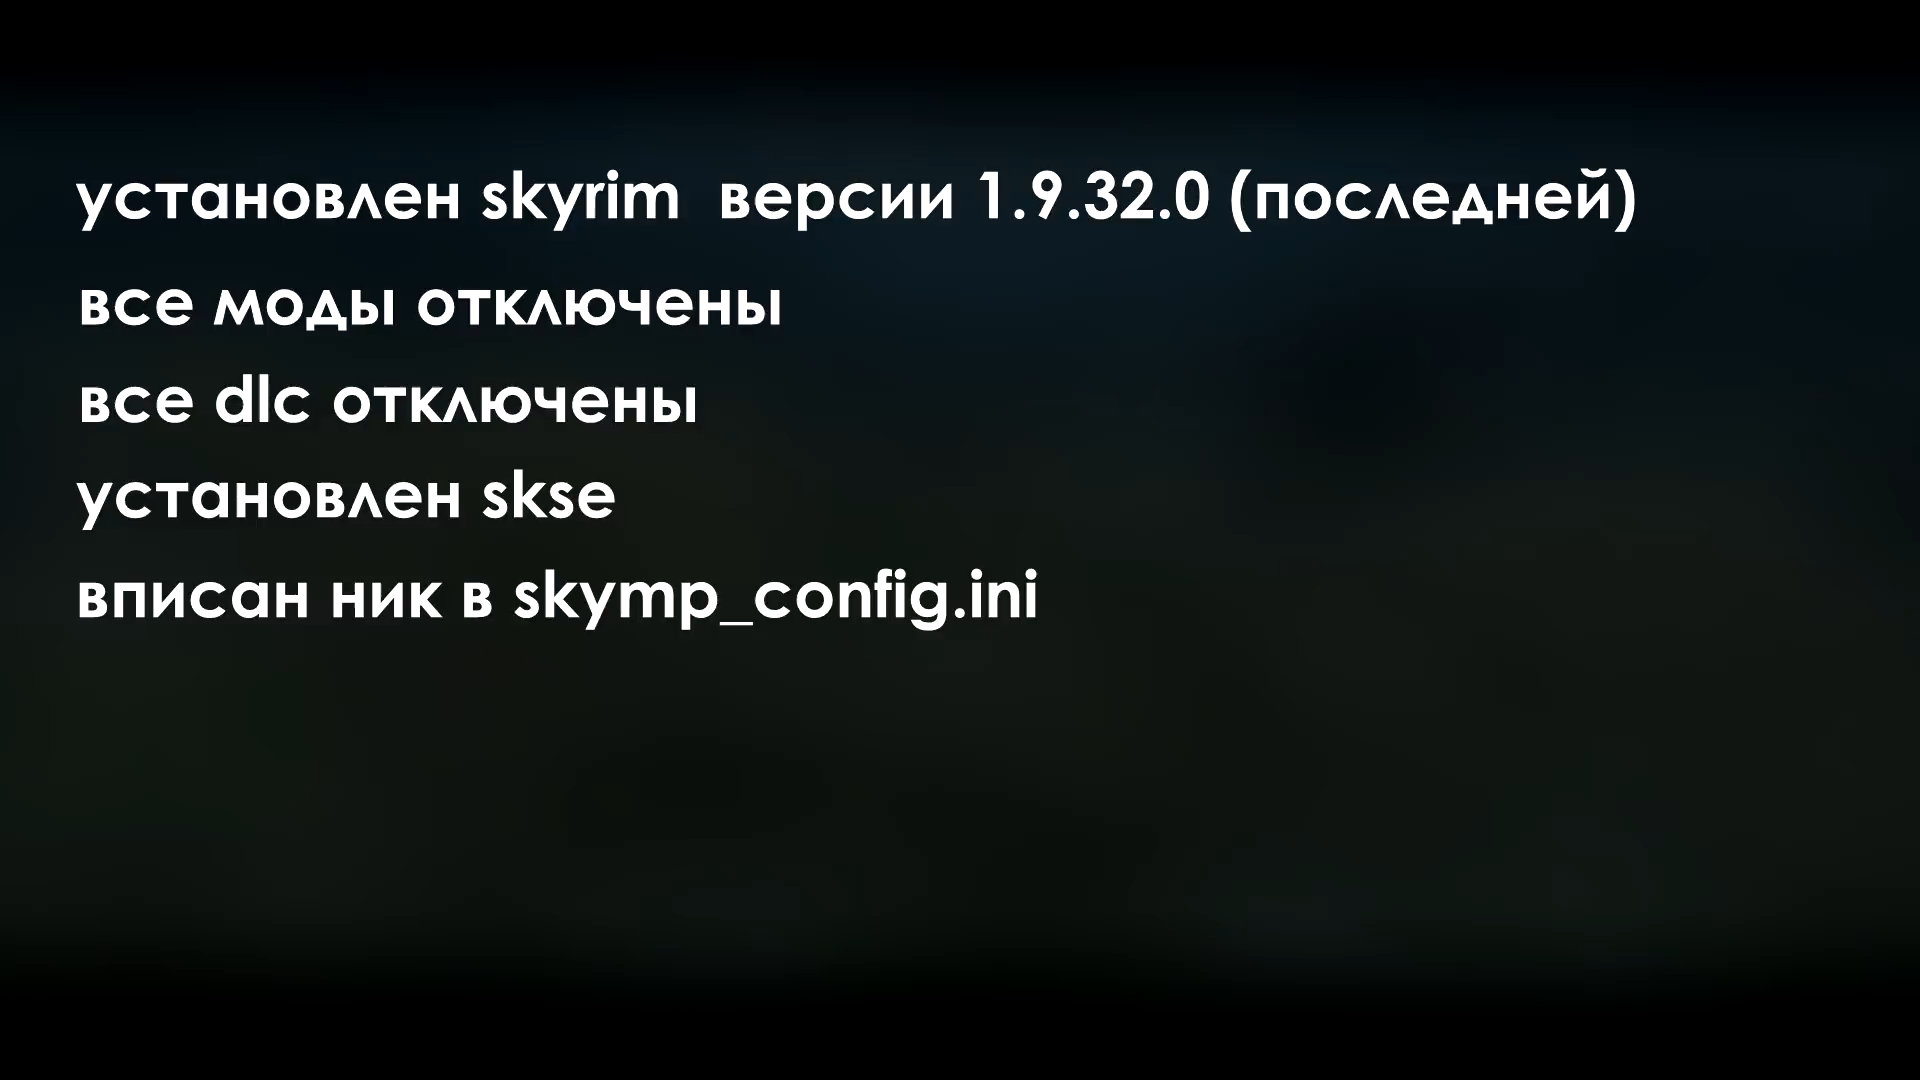 установлен skyrim  версии 1.9.32.0 (последней)
все моды отключены
все dlc отключены
установлен skse
вписан ник в skymp_config.ini